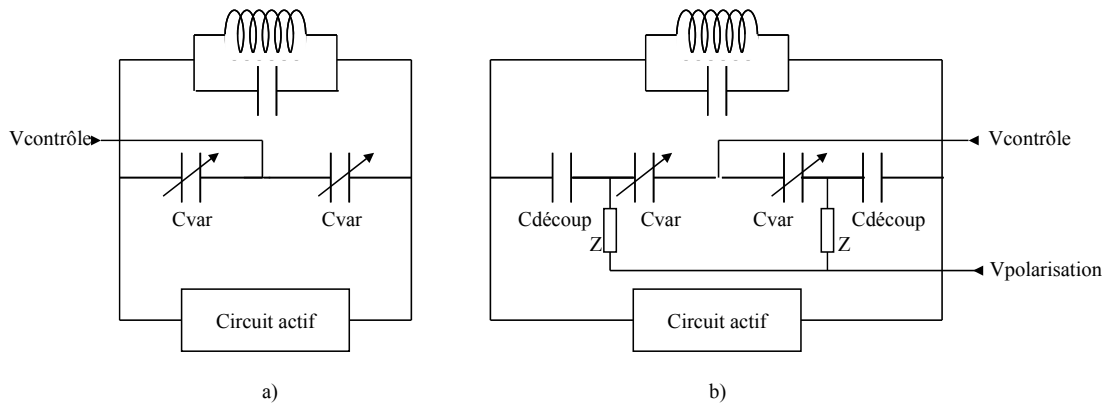 Vcontrôle
Cvar
Cvar
Circuit actif
a)
Vcontrôle
Cdécoup
Cvar
Cvar
Cdécoup
Z
Z
Vpolarisation
Circuit actif
b)